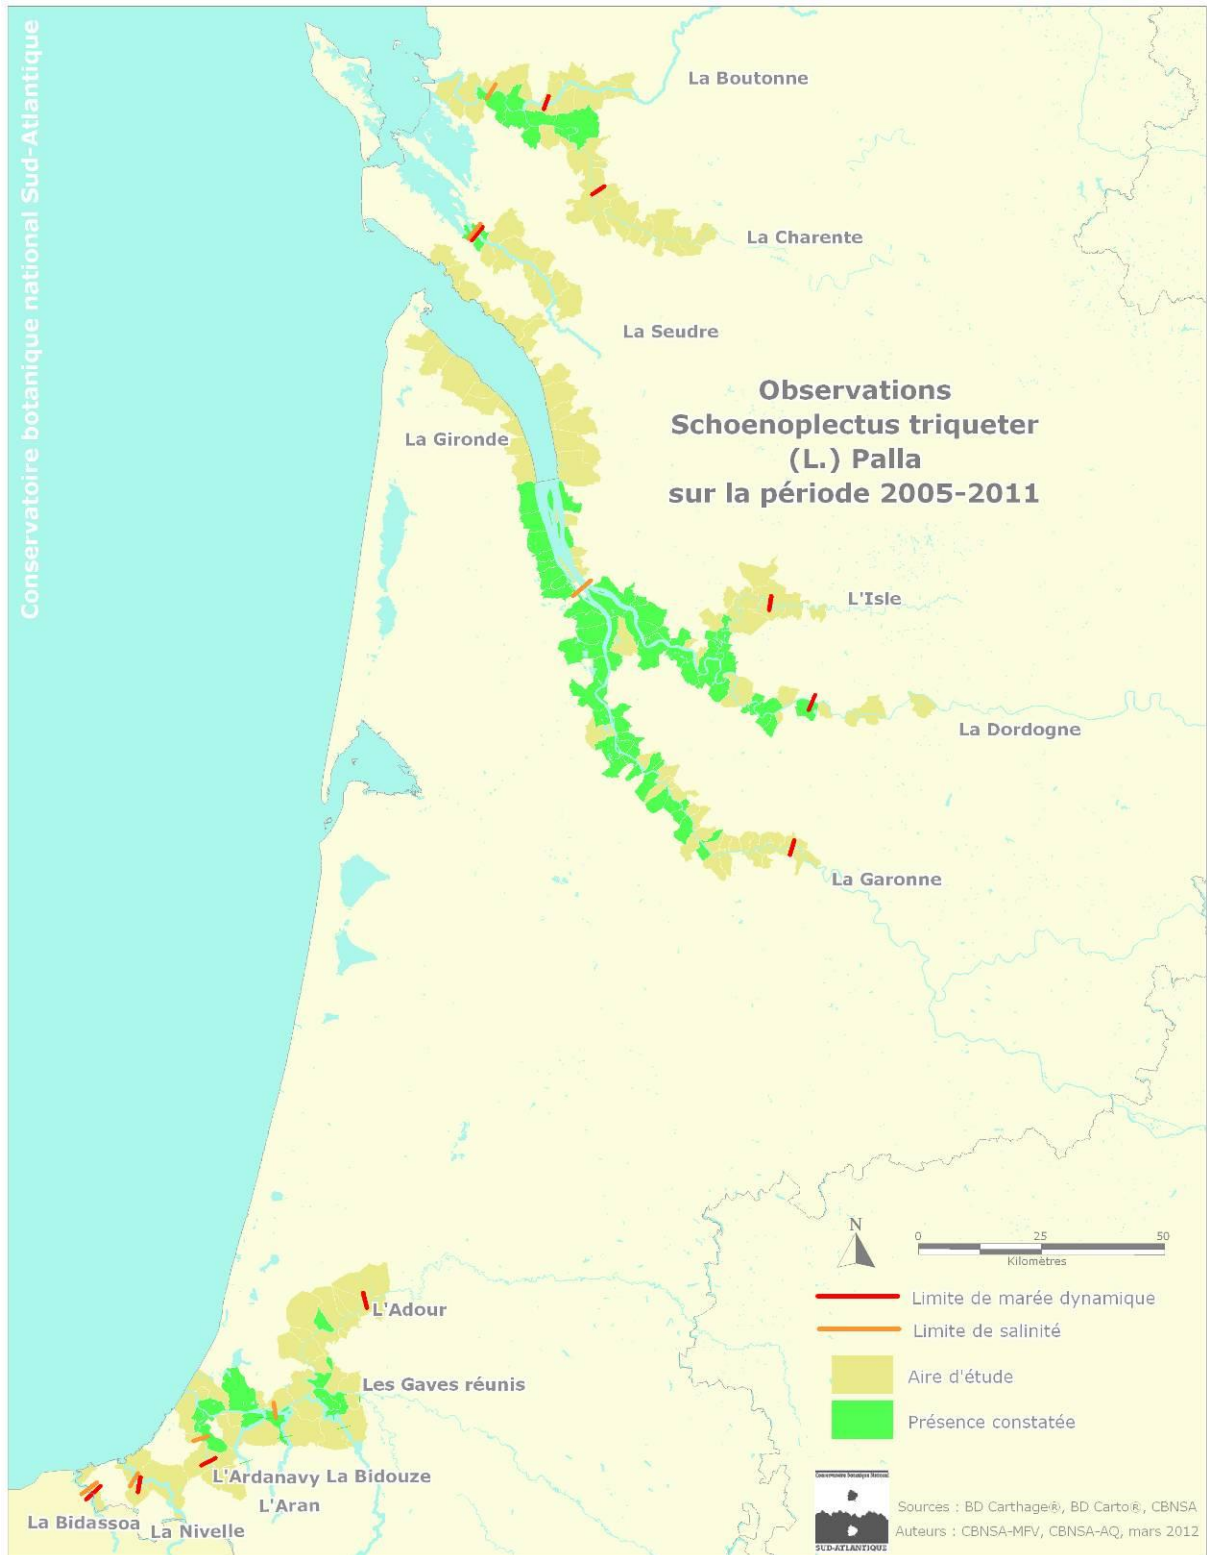 Conservatoire botanique national Sud-Atlantique
La Boutonne
La Charente
La Seudre
Observations
Schoenoplectus triqueter
(L.) Palla
sur la période 2005-2011
La Gironde
L'Isle
La Dordogne
La Garonne
N
0 25 50
Kilomètres
Limite de marée dynamique
Limite de salinité
Aire d'étude
Présence constatée
L'Adour
Les Gaves réunis
L'Ardanavy La Bidouze
L'Aran
La Bidassoa La Nivelle
Conservatoire Botanique National
SUD-ATLANTIQUE
Sources : BD Carthage®, BD Carto®, CBNSA
Auteurs : CBNSA-MFV, CBNSA-AQ, mars 2012